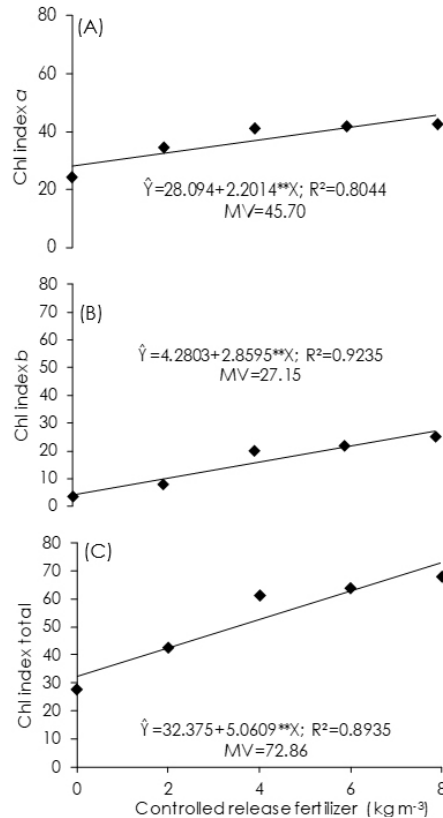 (A)
80
60
40
20
0
Chl index a
Ŷ=28.094+2.2014**X; R²=0.8044
MV=45.70
(B)
80
70
60
50
40
30
20
10
0
Chl index b
Ŷ=4.2803+2.8595**X; R²=0.9235
MV=27.15
(C)
80
70
60
50
40
30
20
10
0
Chl index total
Ŷ=32.375+5.0609**X; R²=0.8935
MV=72.86
0 2 4 6 8
Controlled release fertilizer (kg m⁻³)